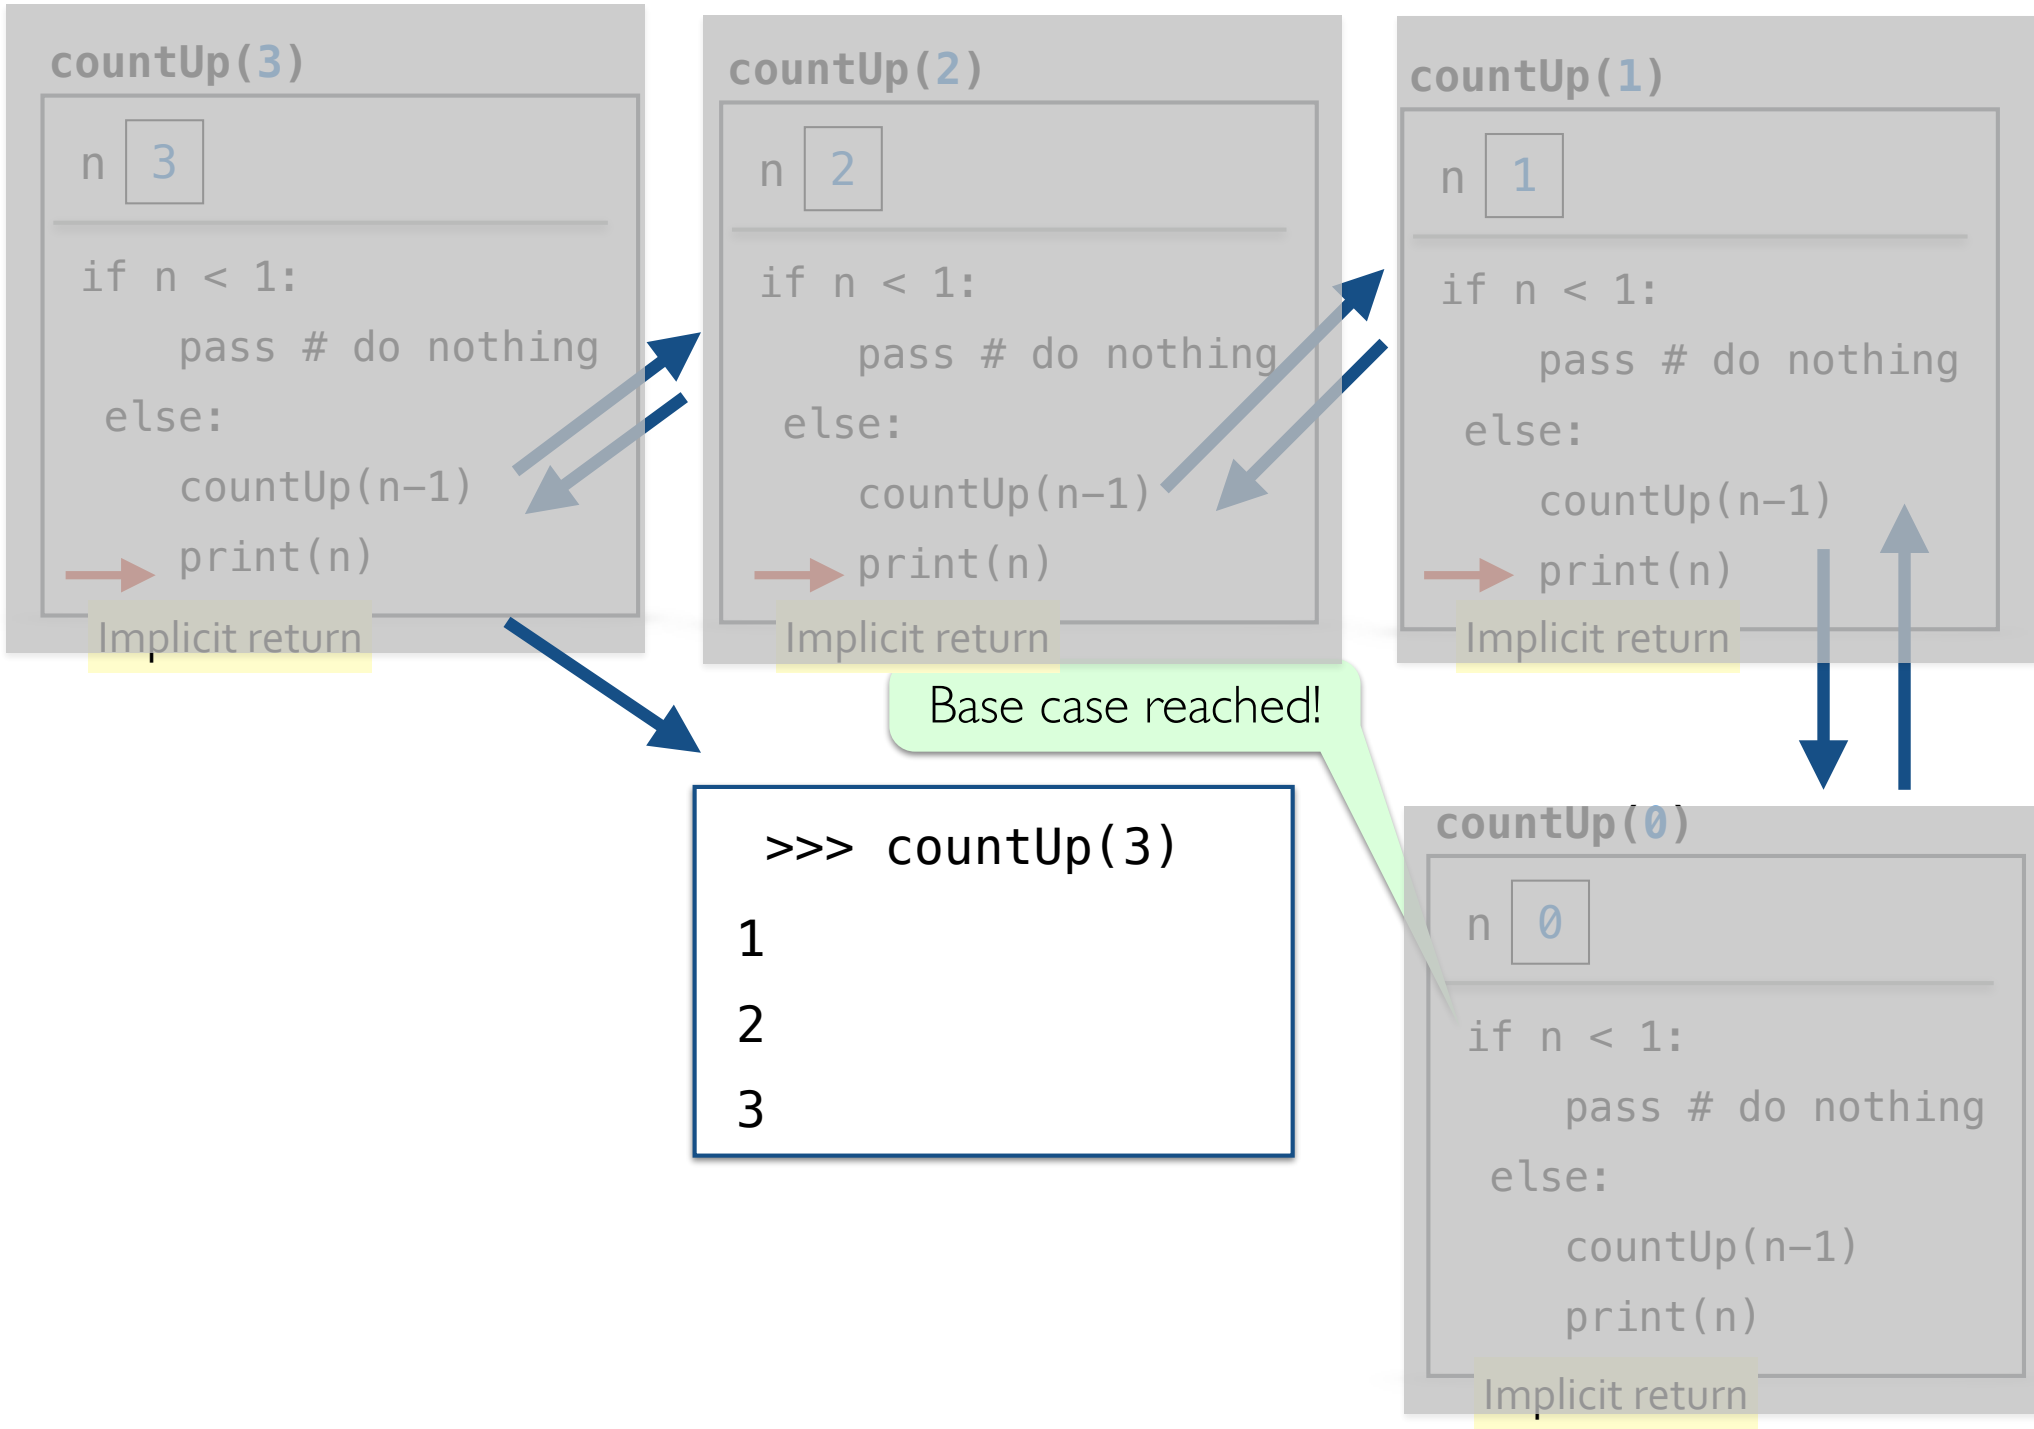 countUp(3)
n 3
if n < 1:
pass # do nothing
else:
countUp(n-1)
print(n)
Implicit return
countUp(2)
n 2
if n < 1:
pass # do nothing
else:
countUp(n-1)
print(n)
Implicit return
countUp(1)
n 1
if n < 1:
pass # do nothing
else:
countUp(n-1)
print(n)
Implicit return
Base case reached!
>>> countUp(3)
1
2
3
countUp(0)
n 0
if n < 1:
pass # do nothing
else:
countUp(n-1)
print(n)
Implicit return